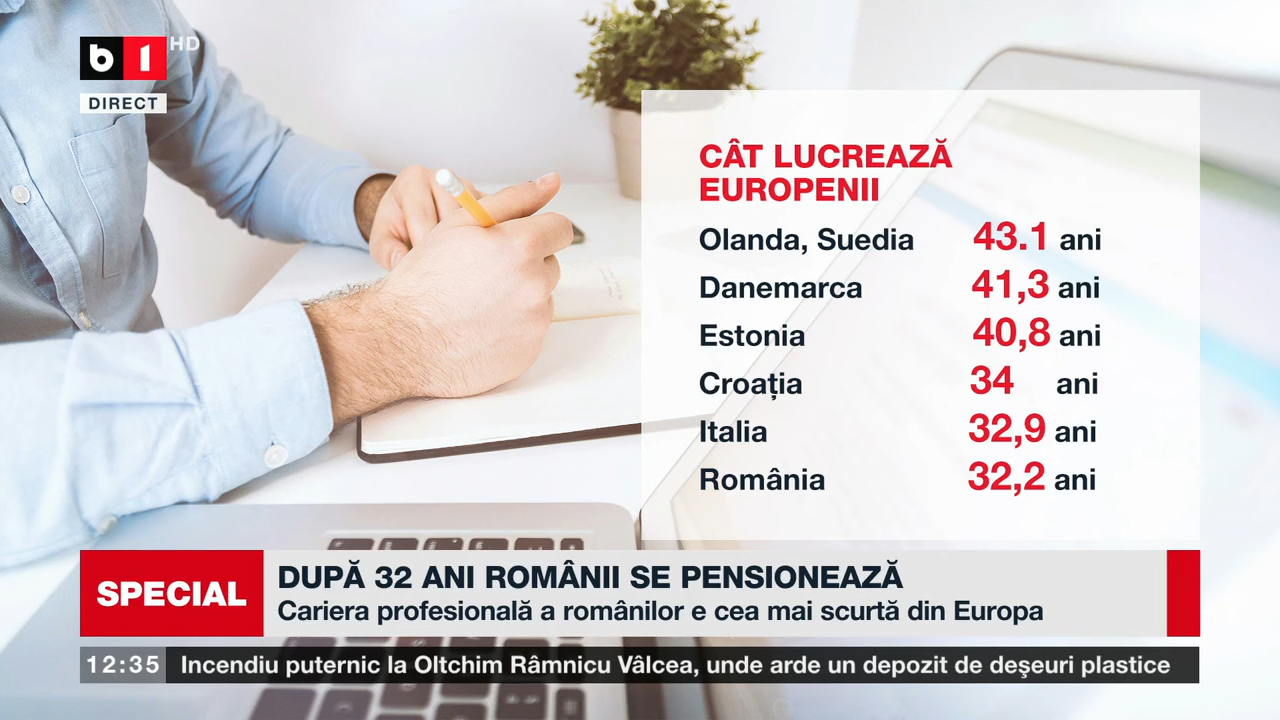 b1 HD
DIRECT
CÂT LUCREAZĂ
EUROPENII
Olanda, Suedia 43.1 ani
Danemarca 41,3 ani
Estonia 40,8 ani
Croația 34 ani
Italia 32,9 ani
România 32,2 ani
SPECIAL
DUPĂ 32 ANI ROMÂNII SE PENSIONEAZĂ
Cariera profesională a românilor e cea mai scurtă din Europa
12:35 Incendiu puternic la Oltchim Râmnicu Vâlcea, unde arde un depozit de deşeuri plastice